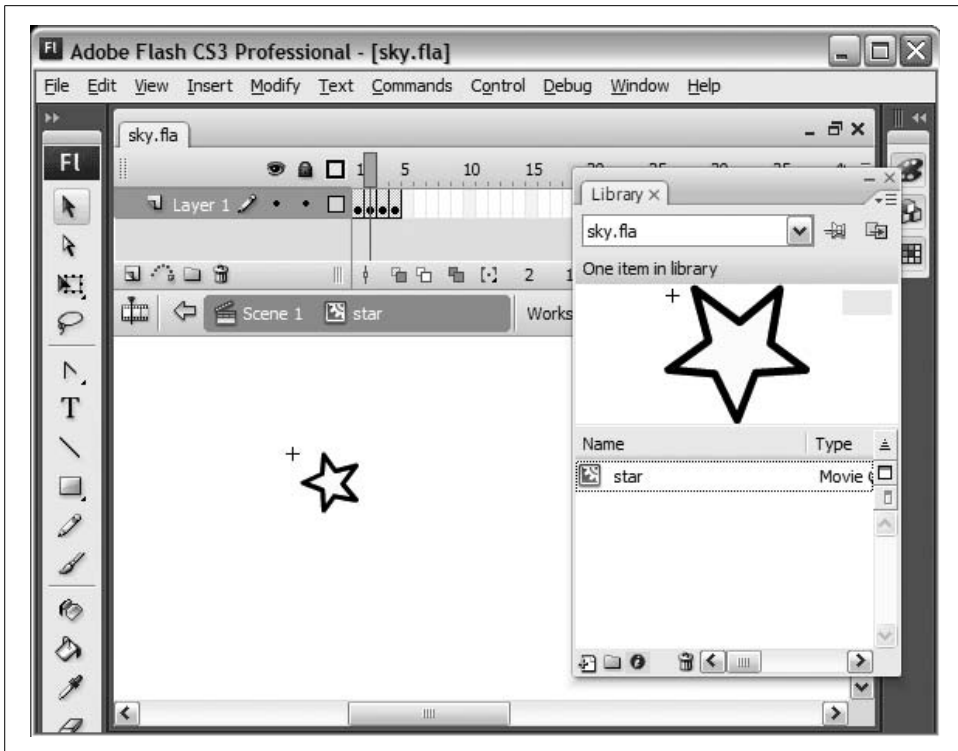 Fl Adobe Flash CS3 Professional - [sky.fla]
File Edit View Insert Modify Text Commands Control Debug Window Help
sky.fla
Fl
1 5 10 15
Layer 1
2
Scene 1 star
T
Library
sky.fla
One item in library
Name Type
star Movie